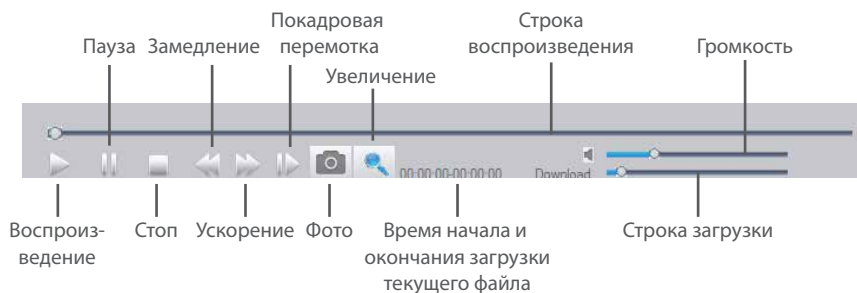 Покадровая
перемотка
Строка
воспроизведения
Пауза
Замедление
Громкость
Увеличение
00:00:00-00:00:00
Download
Воспроиз-
ведение
Стоп
Ускорение
Фото
Время начала и
окончания загрузки
текущего файла
Строка загрузки